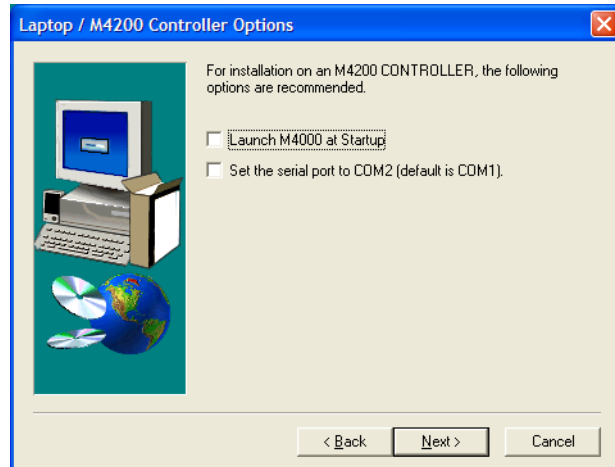 Laptop / M4200 Controller Options
For installation on an M4200 CONTROLLER, the following
options are recommended.
Launch M4000 at Startup
Set the serial port to COM2 (default is COM1).
< Back
Next >
Cancel